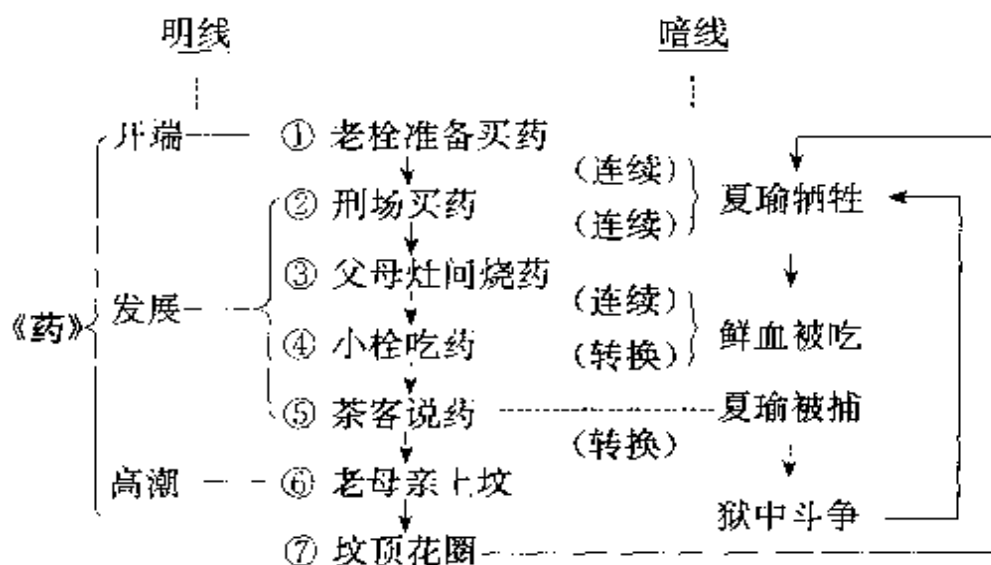 明线 暗线
开端 ① 老栓准备买药
(连续)
② 刑场买药 (连续) 夏瑜牺牲
③ 父母灶间烧药
《药》 发展 (连续)
④ 小栓吃药 (转换) 鲜血被吃
⑤ 茶客说药 夏瑜被捕
(转换)
高潮 ⑥ 老母亲上坟
狱中斗争
⑦ 坟顶花圈